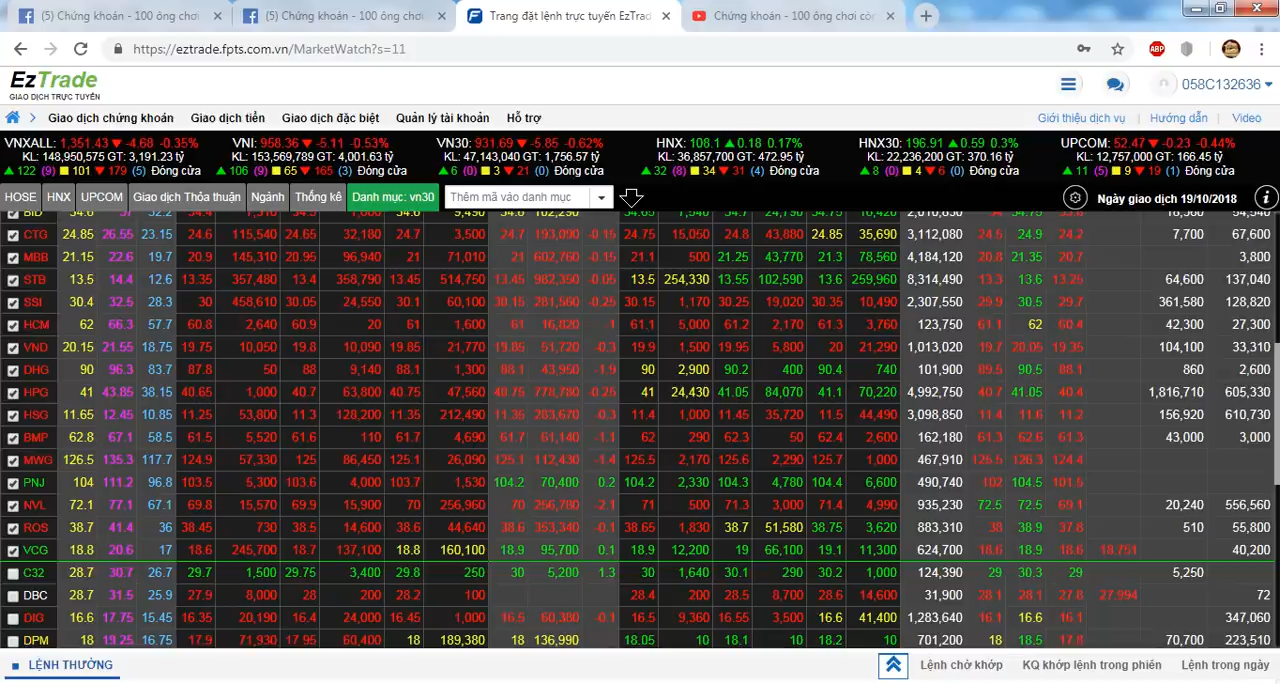 (5) Chứng khoán - 100 ông chơi
(5) Chứng khoán - 100 ông chơi
Trang đặt lệnh trực tuyến EzTrad
Chứng khoán - 100 ông chơi còn
https://eztrade.fpts.com.vn/MarketWatch?s=11
ABP
EzTrade
GIAO DỊCH TRỰC TUYẾN
058C132636
Giao dịch chứng khoán Giao dịch tiền Giao dịch đặc biệt Quản lý tài khoản Hỗ trợ
Giới thiệu dịch vụ Hướng dẫn Video
VNXALL: 1,351.43 ▼ -4.68 -0.35% VNI: 958.36 ▼ -5.11 -0.53% VN30: 931.69 ▼ -5.85 -0.62% HNX: 108.1 ▲ 0.18 0.17% HNX30: 196.91 ▲ 0.59 0.3% UPCOM: 52.47 ▼ -0.23 -0.44%
KL: 148,950,575 GT: 3,191.23 tỷ KL: 153,569,789 GT: 4,001.63 tỷ KL: 47,143,040 GT: 1,756.57 tỷ KL: 36,857,700 GT: 472.95 tỷ KL: 22,236,200 GT: 370.16 tỷ KL: 12,757,000 GT: 166.45 tỷ
▲ 122 (9) 101 ▼ 179 (5) Đóng cửa ▲ 106 (9) 65 ▼ 165 (3) Đóng cửa ▲ 6 (0) 3 ▼ 21 (0) Đóng cửa ▲ 32 (8) 34 ▼ 31 (4) Đóng cửa ▲ 8 (0) 4 ▼ 6 (0) Đóng cửa ▲ 11 (5) 9 ▼ 19 (1) Đóng cửa
HOSE HNX UPCOM Giao dịch Thỏa thuận Ngành Thống kê Danh mục: vn30 Thêm mã vào danh mục Ngày giao dịch 19/10/2018
CTG 24.85 26.55 23.15 24.6 115,540 24.65 32,180 24.7 3,500 24.7 193,090 -0.15 24.75 15,050 24.8 43,880 24.85 35,690 3,112,080 24.5 24.9 24.2 7,700 67,600
MBB 21.15 22.6 19.7 20.9 145,310 20.95 96,940 21 71,010 21 602,760 -0.15 21.1 500 21.25 43,770 21.3 78,560 4,184,120 20.8 21.35 20.7 3,800
STB 13.5 14.4 12.6 13.35 357,480 13.4 358,790 13.45 514,750 13.45 982,350 -0.05 13.5 254,330 13.55 102,590 13.6 259,960 8,314,490 13.3 13.6 13.25 64,600 137,040
SSI 30.4 32.5 28.3 30 458,610 30.05 24,550 30.1 60,100 30.15 281,560 -0.25 30.15 1,170 30.25 19,020 30.35 10,490 2,307,550 29.9 30.5 29.7 361,580 128,820
HCM 62 66.3 57.7 60.8 2,640 60.9 20 61 1,600 61 16,820 -1 61.1 5,000 61.2 2,170 61.3 3,760 123,750 61.1 62 60.4 42,300 27,300
VND 20.15 21.55 18.75 19.75 10,050 19.8 10,090 19.85 21,770 19.85 51,720 -0.3 19.9 1,500 19.95 5,800 20 21,290 1,013,020 19.7 20.05 19.35 104,100 33,310
DHG 90 96.3 83.7 87.8 50 88 9,140 88.1 1,300 88.1 43,950 -1.9 90 2,900 90.2 400 90.4 740 101,900 89.5 90.5 88.1 860 2,600
HPG 41 43.85 38.15 40.65 1,000 40.7 63,800 40.75 47,560 40.75 778,780 -0.25 41 24,430 41.05 84,070 41.1 70,220 4,992,750 40.7 41.05 40.4 1,816,710 605,330
HSG 11.65 12.45 10.85 11.25 53,800 11.3 128,200 11.35 212,490 11.35 283,670 -0.3 11.4 1,000 11.45 35,720 11.5 44,490 3,098,850 11.4 11.6 11.2 156,920 610,730
BMP 62.8 67.1 58.5 61.5 5,520 61.6 110 61.7 4,690 61.7 61,140 -1.1 62 290 62.3 50 62.4 2,600 162,180 61.3 62.6 61.3 43,000 3,000
MWG 126.5 135.3 117.7 124.9 57,330 125 86,450 125.1 26,090 125.1 112,430 -1.4 125.5 2,170 125.6 2,290 125.7 1,000 467,910 126.5 126.3 124.4
PNJ 104 111.2 96.8 103.5 5,300 103.6 4,000 103.7 1,530 104.2 70,400 0.2 104.2 2,330 104.3 4,780 104.4 6,600 490,740 102 104.5 101.5
NVL 72.1 77.1 67.1 69.8 15,570 69.9 15,900 70 256,960 70 256,780 -2.1 71 500 71.3 3,000 71.4 4,990 935,230 72.5 72.5 69.1 20,240 556,560
ROS 38.7 41.4 36 38.45 730 38.5 14,600 38.6 44,640 38.6 353,340 -0.1 38.65 1,830 38.7 51,580 38.75 3,620 883,310 38 38.9 37.8 510 55,800
VCG 18.8 20.6 17 18.6 245,700 18.7 137,100 18.8 160,100 18.9 95,700 0.1 18.9 12,200 19 66,100 19.1 11,300 624,700 18.6 18.9 18.6 18.751 40,200
C32 28.7 30.7 26.7 29.7 1,500 29.75 3,400 29.8 250 30 5,200 1.3 30 1,640 30.1 290 30.2 1,000 124,390 29 30.3 29 5,250
DBC 28.7 31.5 25.9 27.9 8,000 28 200 28.2 100 28.4 200 28.5 8,700 28.6 14,600 31,900 28.1 28.1 27.8 27.994 72
DIG 16.6 17.75 15.45 16.35 20,190 16.4 31,000 16.45 1,000 16.5 60,380 -0.1 16.5 9,360 16.55 3,500 16.6 41,400 1,283,640 16.1 16.6 16.1 347,060
DPM 18 19.25 16.75 17.9 71,930 17.95 60,400 18 189,380 18 136,990 18.05 10 18.1 10 18.2 10 701,200 18 18.5 17.8 70,700 223,510
LỆNH THƯỜNG Lệnh chờ khớp KQ khớp lệnh trong phiên Lệnh trong ngày